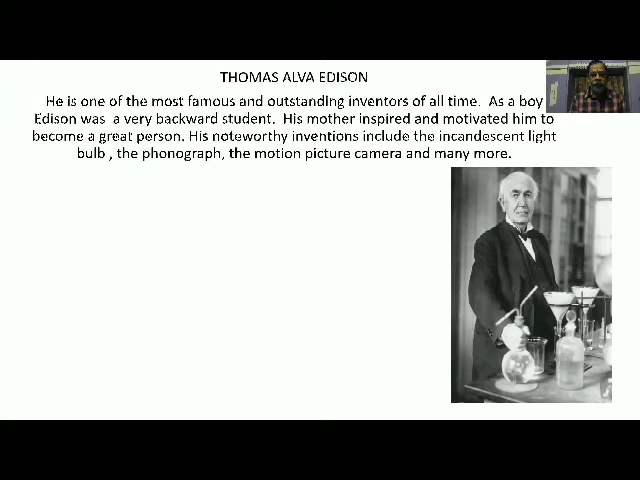 THOMAS ALVA EDISON
He is one of the most famous and outstanding inventors of all time. As a boy
Edison was a very backward student. His mother inspired and motivated him to
become a great person. His noteworthy inventions include the incandescent light
bulb , the phonograph, the motion picture camera and many more.